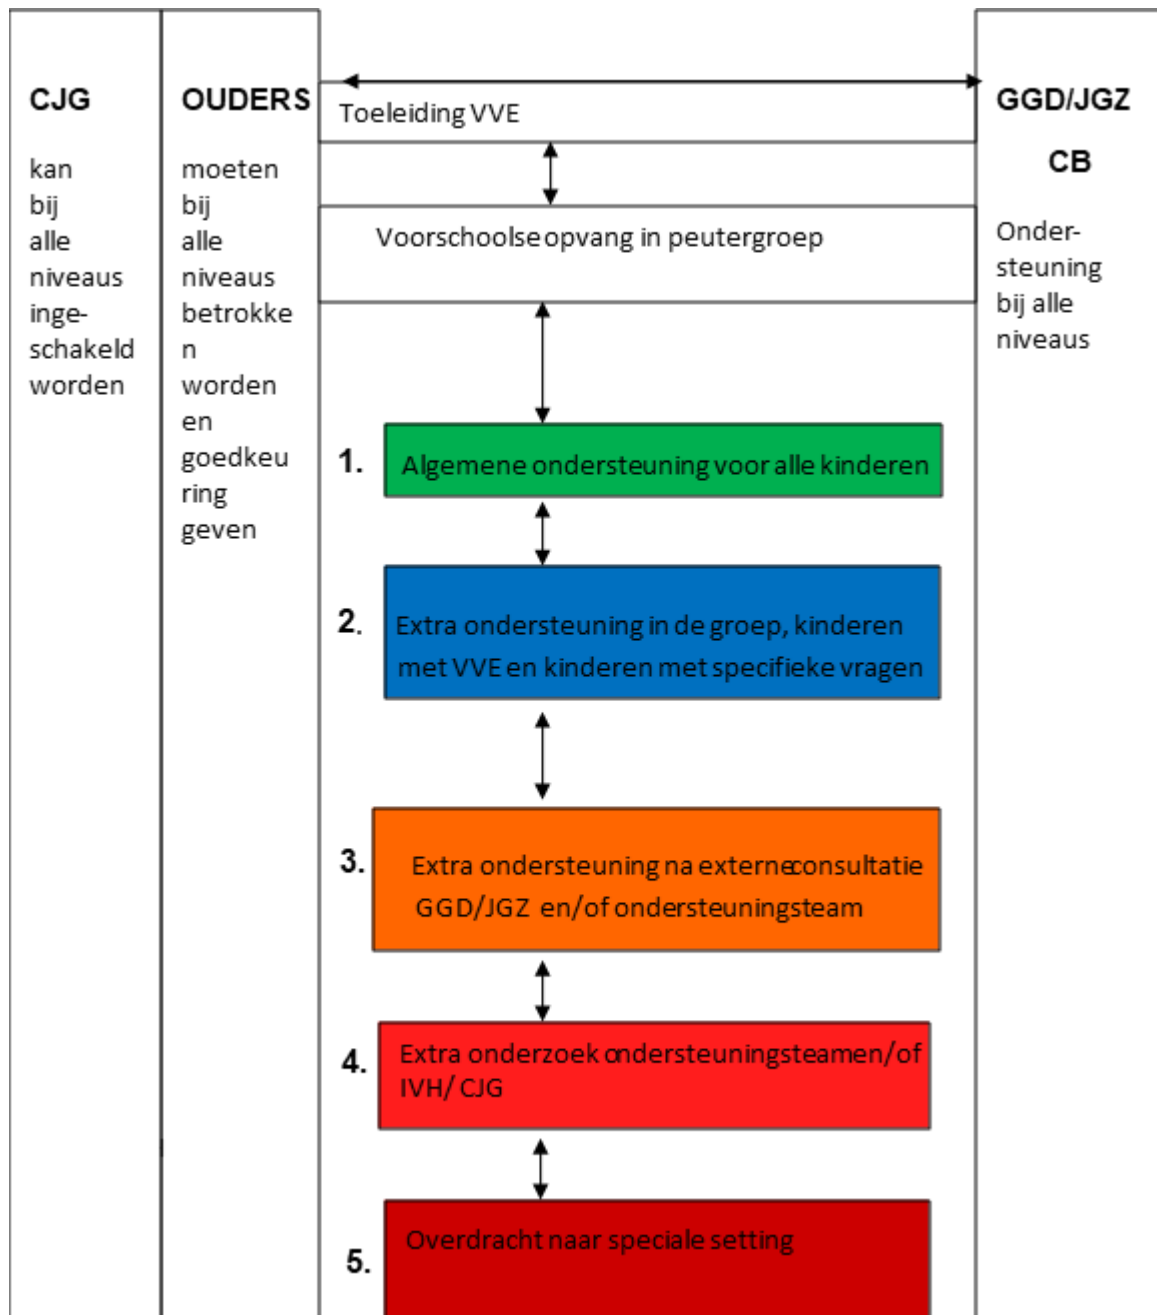 CJG
kan
bij
alle
niveaus
inge-
schakeld
worden
OUDERS
moeten
bij
alle
niveaus
betrokke
n
worden
en
goedkeu
ring
geven
Toeleiding VVE
Voorschoolse opvang in peutergroep
1. Algemene ondersteuning voor alle kinderen
2. Extra ondersteuning in de groep, kinderen
met VVE en kinderen met specifieke vragen
3. Extra ondersteuning na externe consultatie
GGD/JGZ en/of ondersteuningsteam
4. Extra onderzoek ondersteuningsteam en/of
IVH/ CJG
5. Overdracht naar speciale setting
GGD/JGZ
CB
Onder-
steuning
bij alle
niveaus